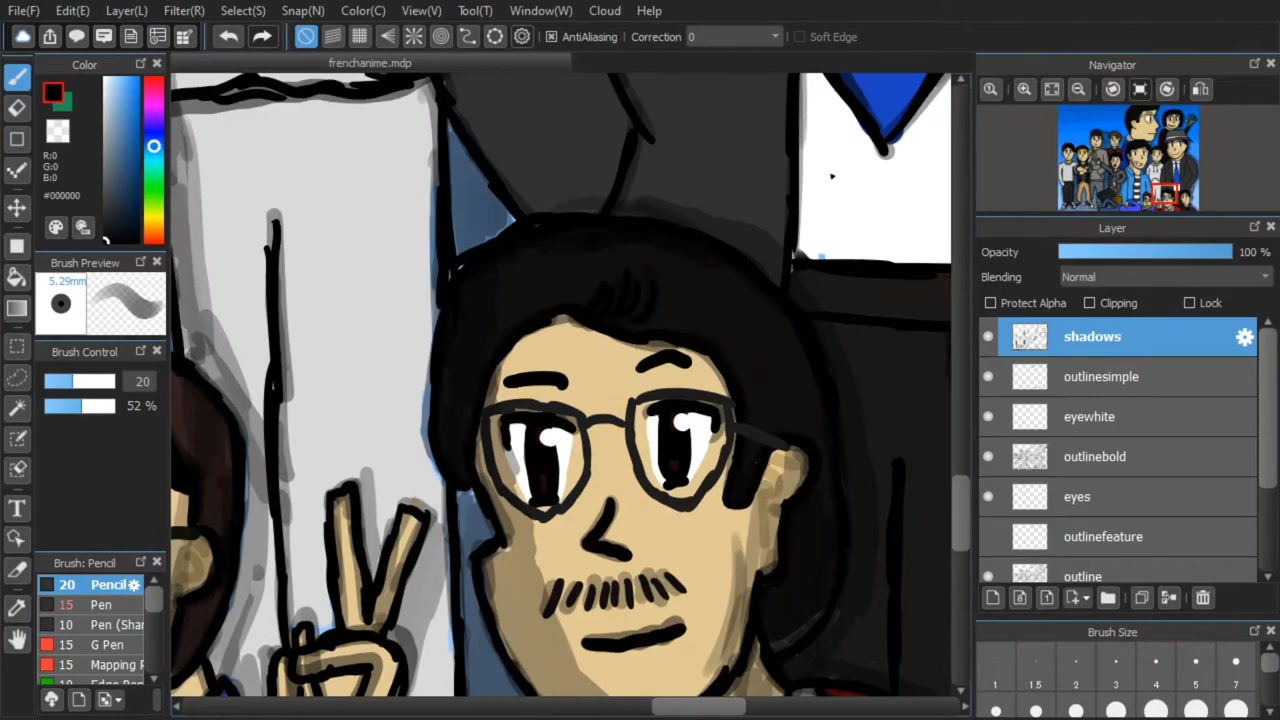 File(F) Edit(E) Layer(L) Filter(R) Select(S) Snap(N) Color(C) View(V) Tool(T) Window(W) Cloud Help
AntiAliasing Correction 0 Soft Edge
Color
frenchanime.mdp
Navigator
R:0
G:0
B:0
#000000
Layer
Opacity 100 %
Brush Preview
Blending Normal
5.29mm
Protect Alpha Clipping Lock
shadows
Brush Control
outlinesimple
20
52 %
eyewhite
outlinebold
eyes
outlinefeature
Brush: Pencil
outline
20 Pencil
15 Pen
10 Pen (Shar
15 G Pen
15 Mapping
Brush Size
1 1.5 2 3 4 5 7